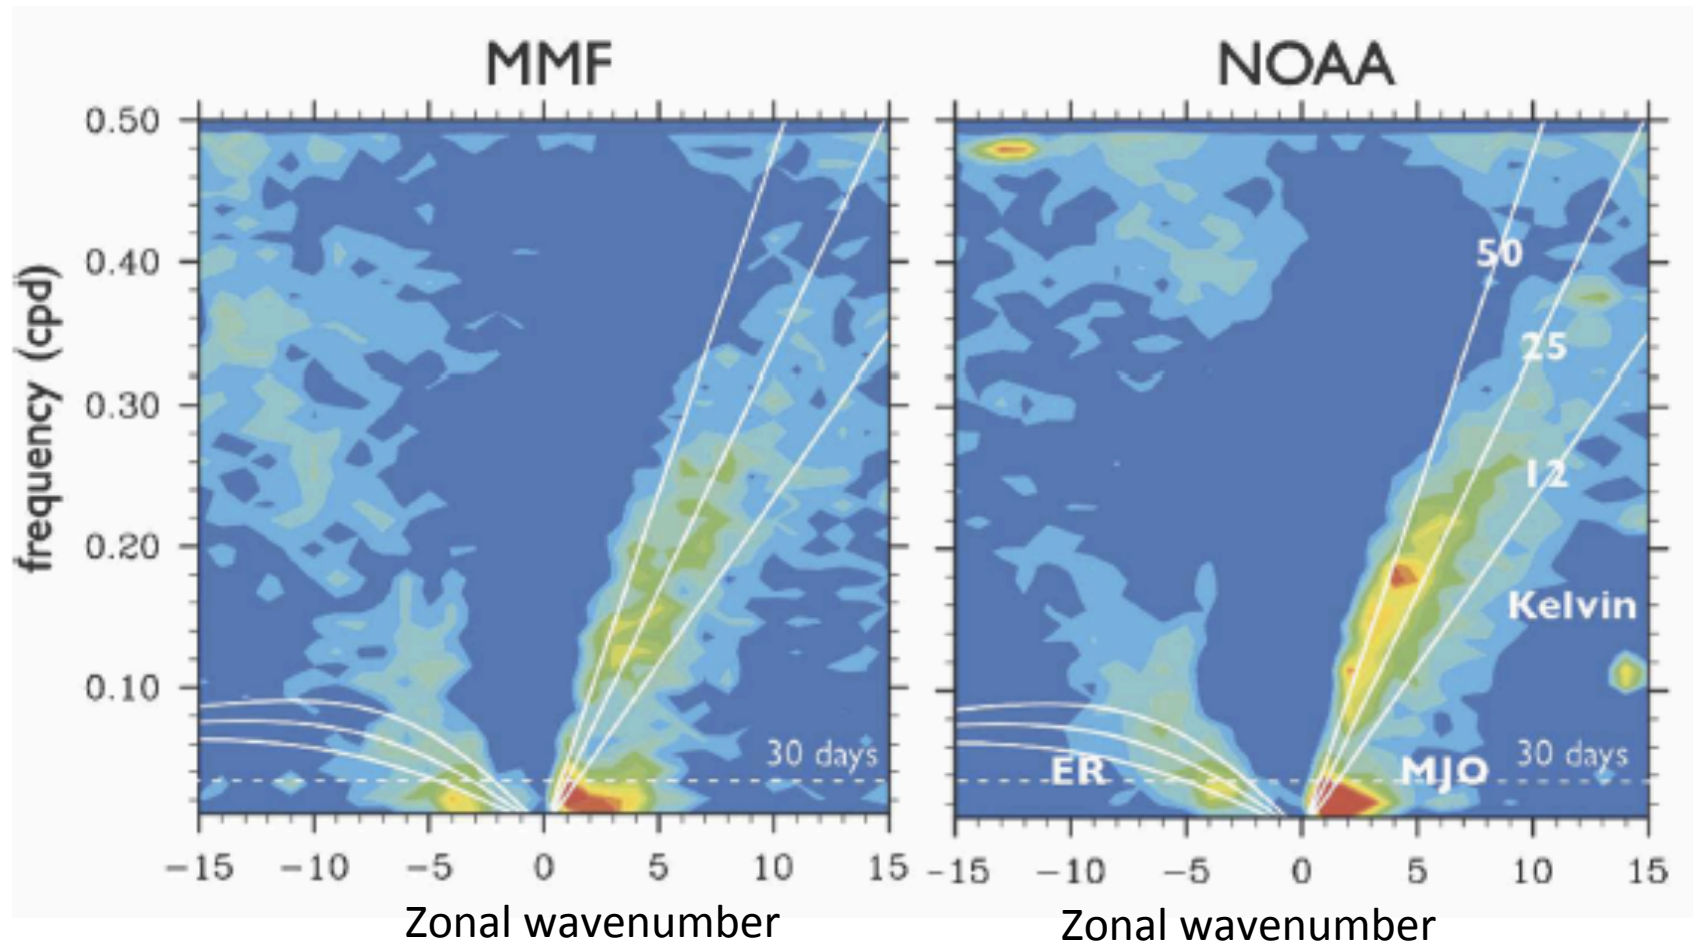 MMF
NOAA
frequency (cpd)
0.50
0.40
0.30
0.20
0.10
50
25
12
Kelvin
30 days
ER
MJO
30 days
-15 -10 -5 0 5 10 15
-15 -10 -5 0 5 10 15
Zonal wavenumber
Zonal wavenumber